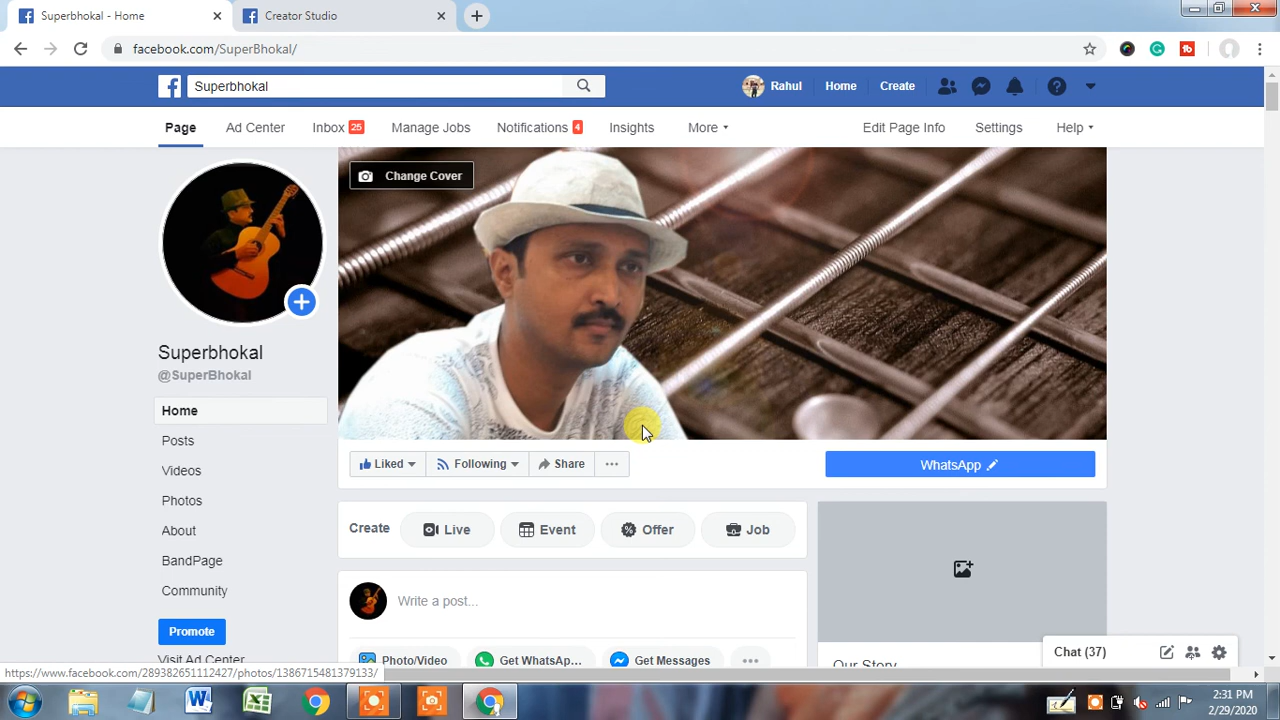 Superbhokal - Home
Creator Studio
facebook.com/SuperBhokal/
Superbhokal
Rahul
Home
Create
Page
Ad Center
Inbox 25
Manage Jobs
Notifications 4
Insights
More
Edit Page Info
Settings
Help
Change Cover
Superbhokal
@SuperBhokal
Home
Posts
Videos
Photos
About
BandPage
Community
Promote
Visit Ad Center
Liked
Following
Share
WhatsApp
Create
Live
Event
Offer
Job
Write a post...
Photo/Video
Get WhatsApp...
Get Messages
Our Story
Chat (37)
https://www.facebook.com/289382651112427/photos/1386715481379133/
2:31 PM
2/29/2020